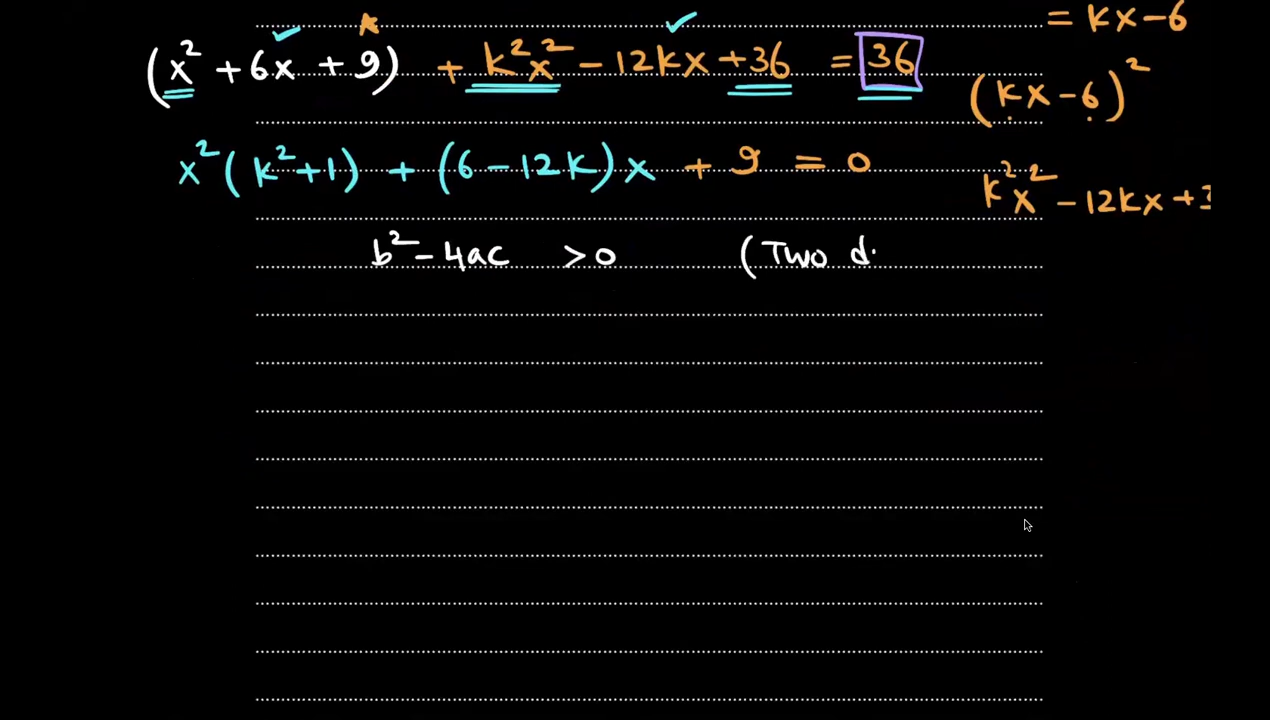 = kx-6
(x² + 6x + 9) + k²x² - 12kx +36 = 36
(kx-6)²
x²(k²+1) + (6-12k)x + 9 = 0
k²x² - 12kx +3
b² - 4ac > 0 (Two d